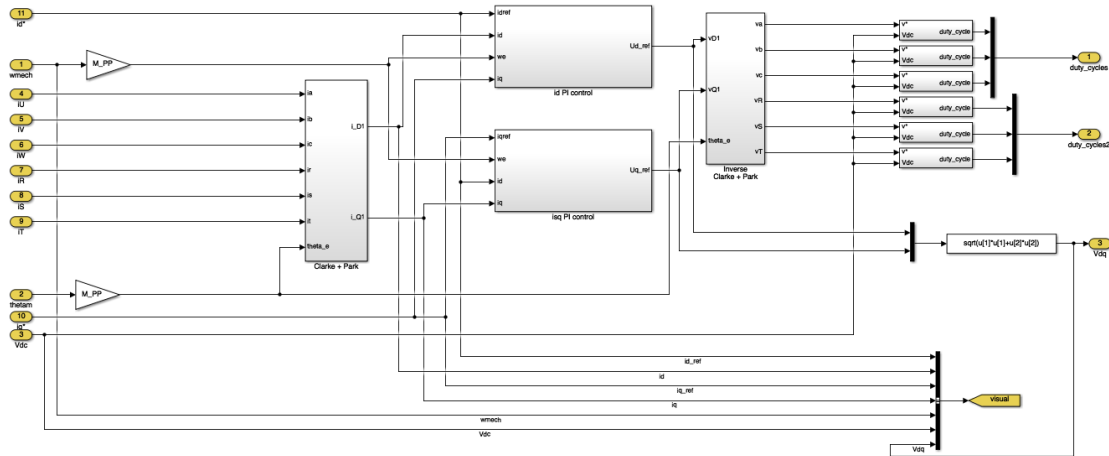 11
id*
1
wmech
M_PP
4
iU
5
iV
6
iW
7
iR
8
iS
9
iT
2
thetam
M_PP
10
iq*
3
Vdc
ia
ib
ic
ir
is
it
theta_e
i_D1
i_Q1
Clarke + Park
idref
id
we
iq
Ud_ref
id PI control
iqref
we
id
iq
Uq_ref
isq PI control
vD1
vQ1
theta_e
va
vb
vc
vR
vS
vT
Inverse
Clarke + Park
v*
Vdc
duty_cycle
v*
Vdc
duty_cycle
v*
Vdc
duty_cycle
v*
Vdc
duty_cycle
v*
Vdc
duty_cycle
v*
Vdc
duty_cycle
1
duty_cycles
2
duty_cycles2
sqrt(u[1]*u[1]+u[2]*u[2])
3
Vdq
id_ref
id
iq_ref
iq
wmech
Vdc
Vdq
visual